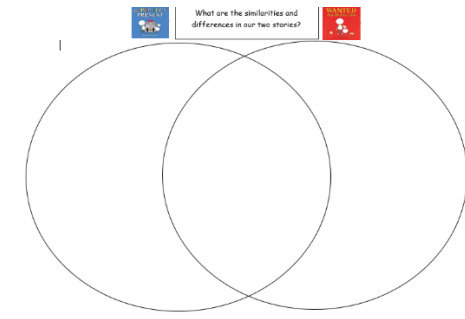 PRESENT
What are the similarities and
differences in our two stories?
WANTED